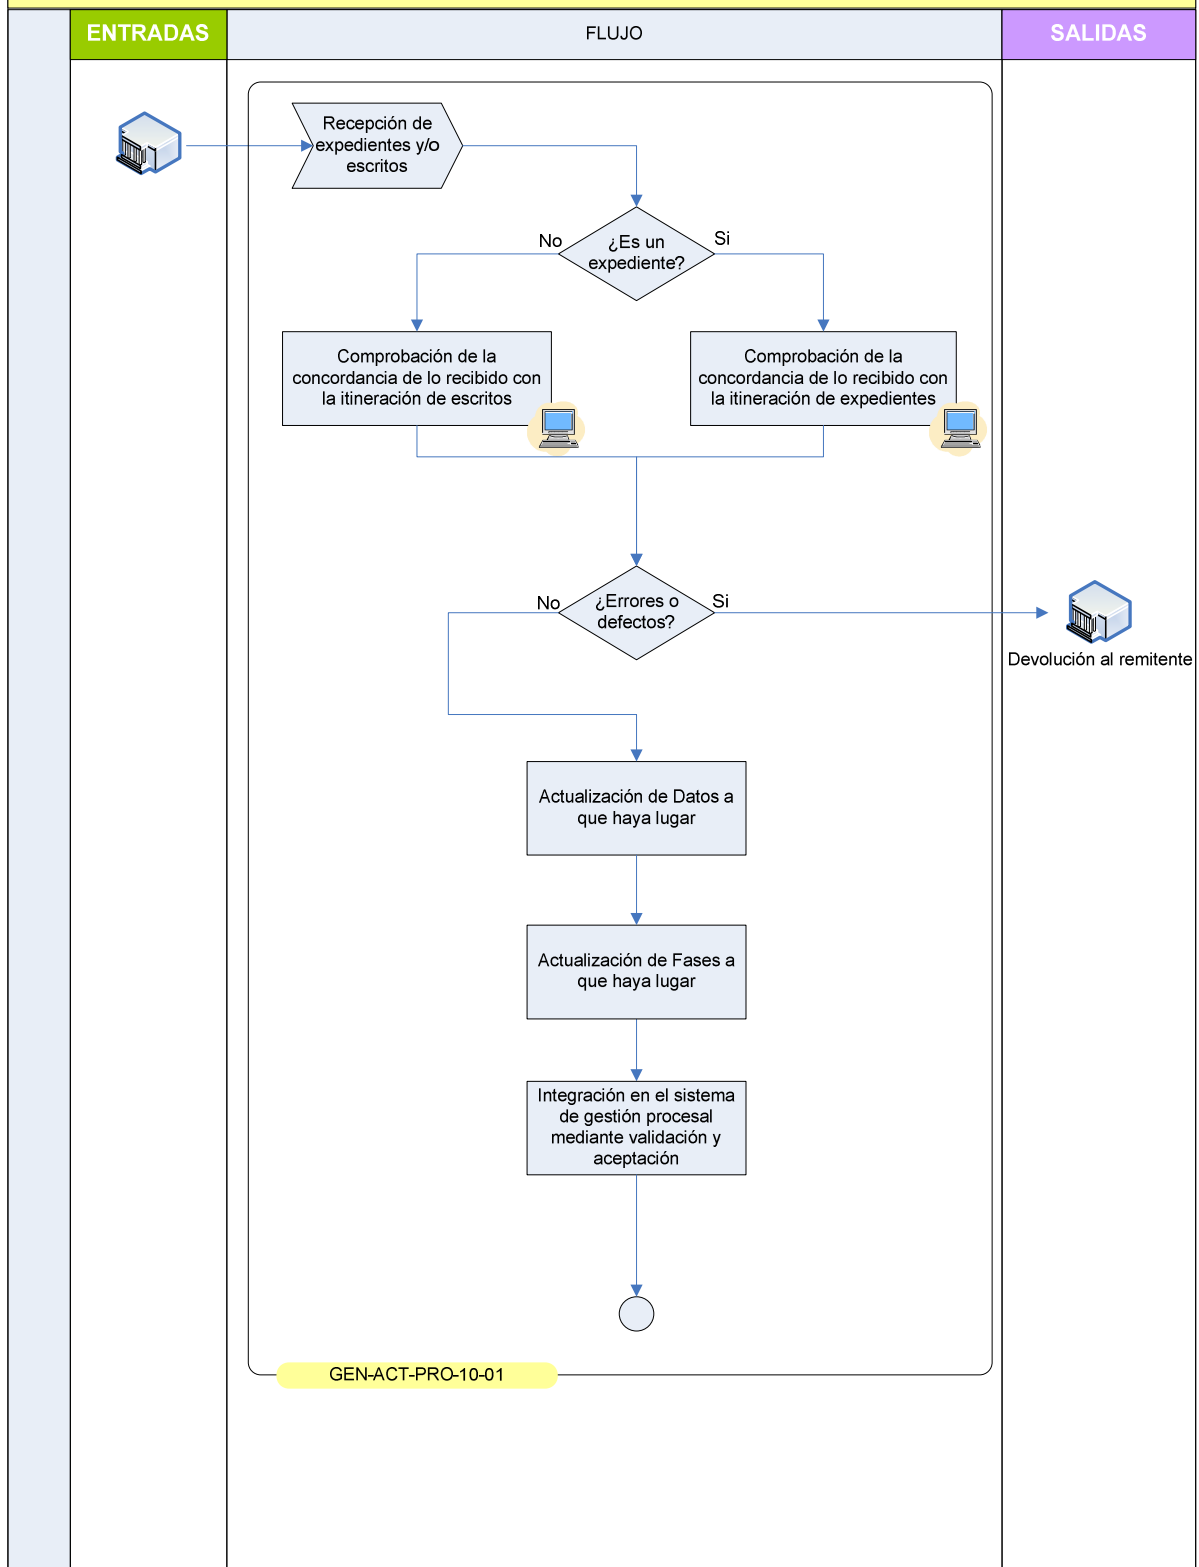 ENTRADAS
FLUJO
SALIDAS
Recepción de
expedientes y/o
escritos
¿Es un
expediente?
No
Si
Comprobación de la
concordancia de lo recibido con
la itineración de escritos
Comprobación de la
concordancia de lo recibido con
la itineración de expedientes
¿Errores o
defectos?
No
Si
Devolución al remitente
Actualización de Datos a
que haya lugar
Actualización de Fases a
que haya lugar
Integración en el sistema
de gestión procesal
mediante validación y
aceptación
GEN-ACT-PRO-10-01